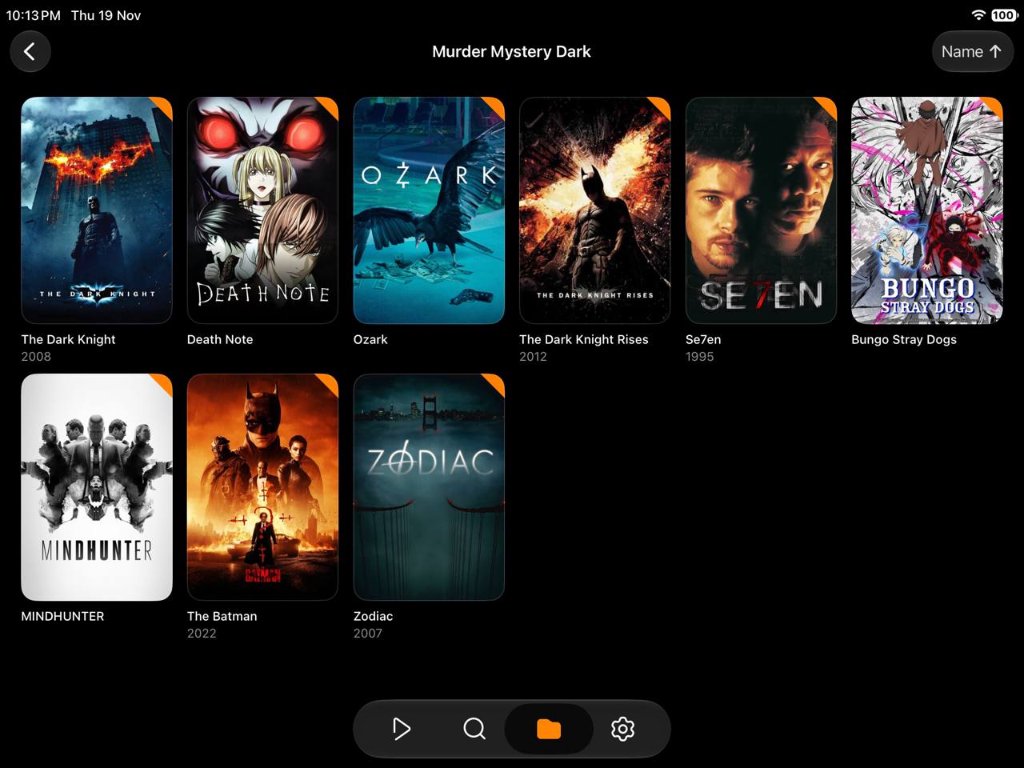 10:13 PM Thu 19 Nov
100
Murder Mystery Dark
Name ↑
THE DARK KNIGHT
DEATH NOTE
OZARK
THE DARK KNIGHT RISES
SE7EN
BUNGO
STRAY DOGS
The Dark Knight
2008
Death Note
Ozark
The Dark Knight Rises
2012
Se7en
1995
Bungo Stray Dogs
MINDHUNTER
THE
BATMAN
ZODIAC
MINDHUNTER
The Batman
2022
Zodiac
2007